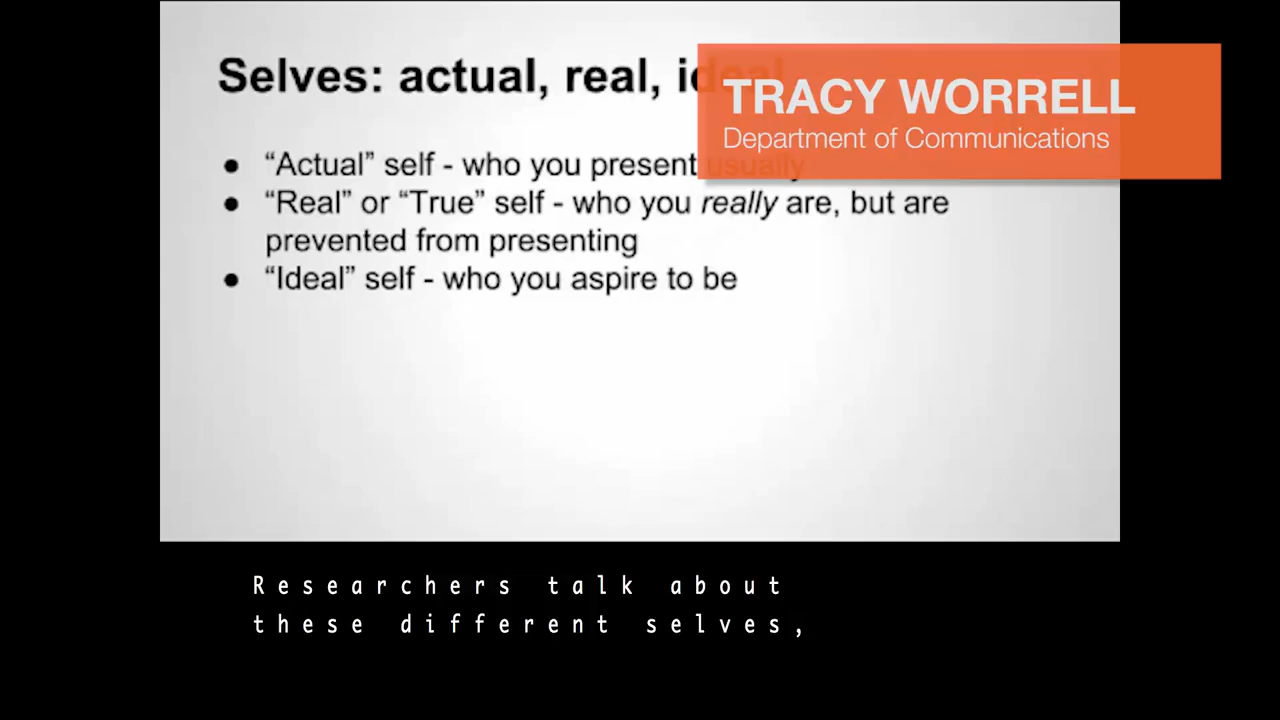 Selves: actual, real, ideal
TRACY WORRELL
Department of Communications
● “Actual” self - who you present usually
● “Real” or “True” self - who you really are, but are
prevented from presenting
● “Ideal” self - who you aspire to be
Researchers talk about
these different selves,